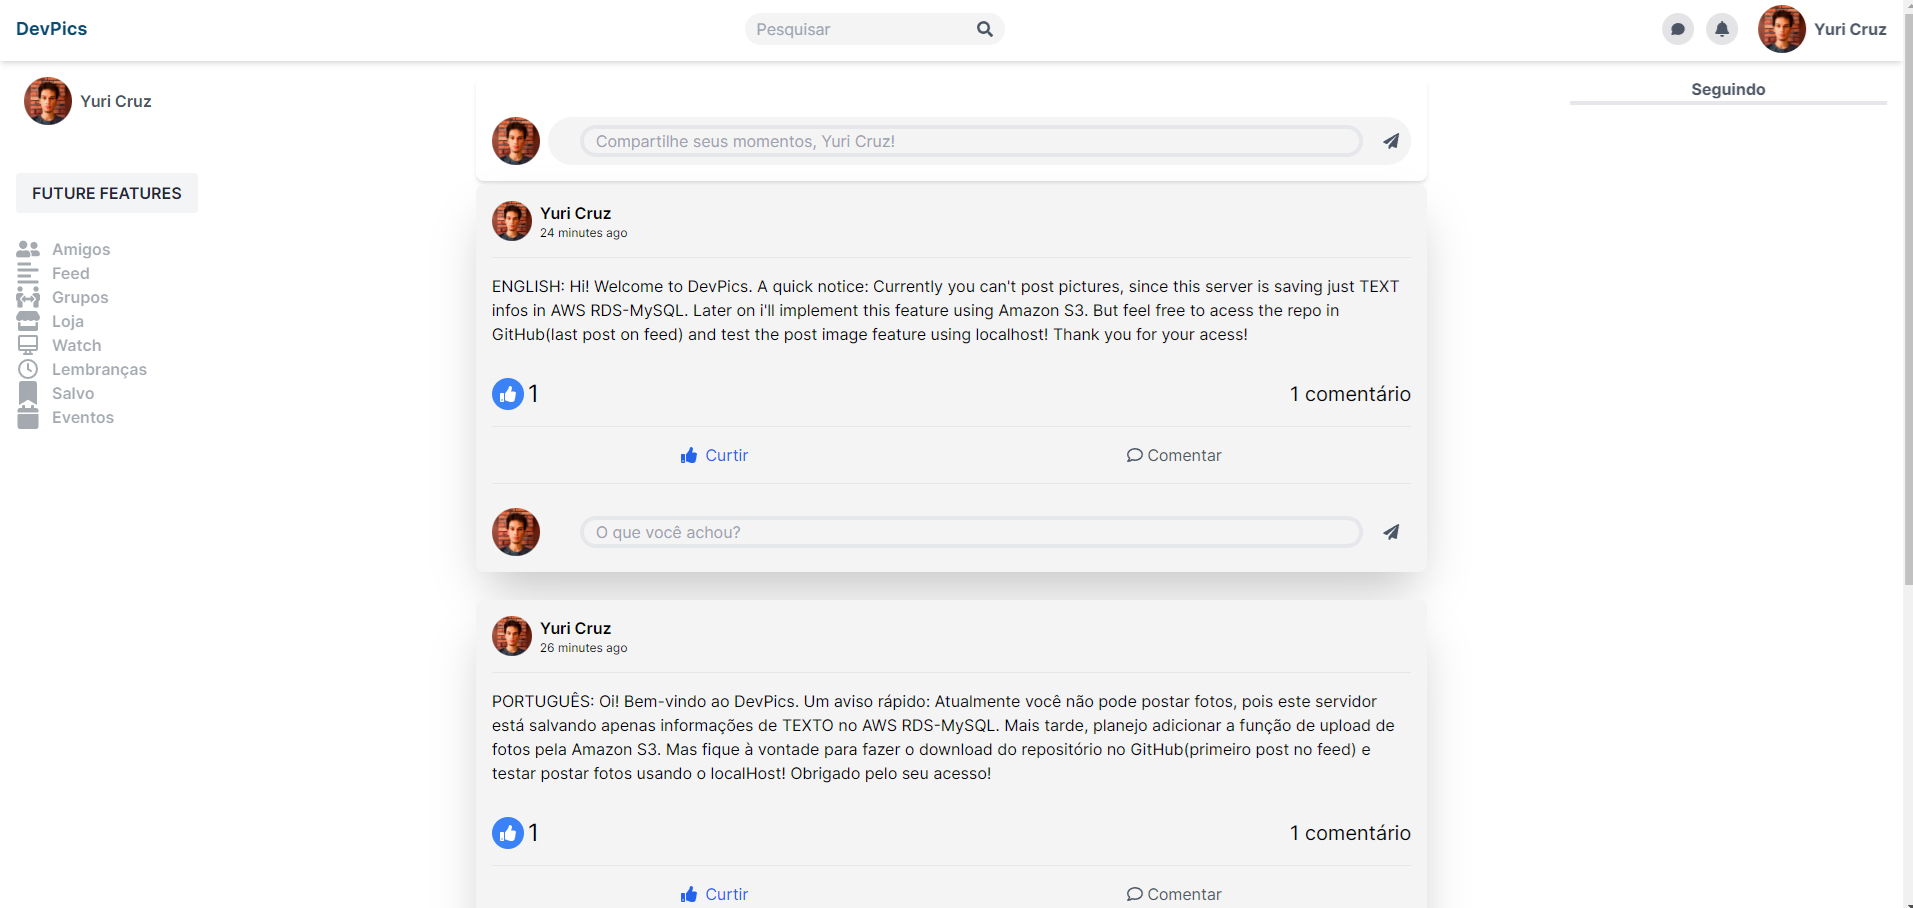 DevPics
Pesquisar
Yuri Cruz
Yuri Cruz
FUTURE FEATURES
Amigos
Feed
Grupos
Loja
Watch
Lembranças
Salvo
Eventos
Compartilhe seus momentos, Yuri Cruz!
Yuri Cruz
24 minutes ago
ENGLISH: Hi! Welcome to DevPics. A quick notice: Currently you can't post pictures, since this server is saving just TEXT
infos in AWS RDS-MySQL. Later on i'll implement this feature using Amazon S3. But feel free to acess the repo in
GitHub(last post on feed) and test the post image feature using localhost! Thank you for your acess!
1
1 comentário
Curtir
Comentar
O que você achou?
Yuri Cruz
26 minutes ago
PORTUGUÊS: Oi! Bem-vindo ao DevPics. Um aviso rápido: Atualmente você não pode postar fotos, pois este servidor
está salvando apenas informações de TEXTO no AWS RDS-MySQL. Mais tarde, planejo adicionar a função de upload de
fotos pela Amazon S3. Mas fique à vontade para fazer o download do repositório no GitHub(primeiro post no feed) e
testar postar fotos usando o localHost! Obrigado pelo seu acesso!
1
1 comentário
Curtir
Comentar
Seguindo